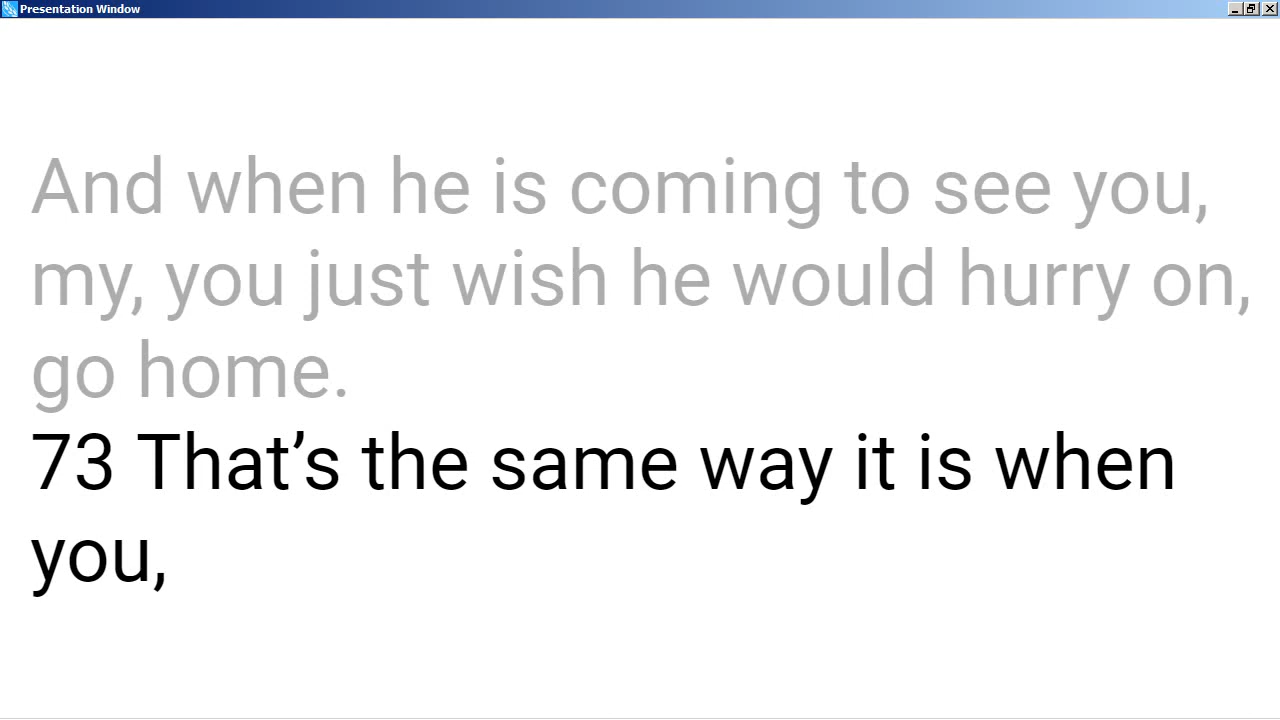 Presentation Window
And when he is coming to see you,
my, you just wish he would hurry on,
go home.
73 That’s the same way it is when
you,